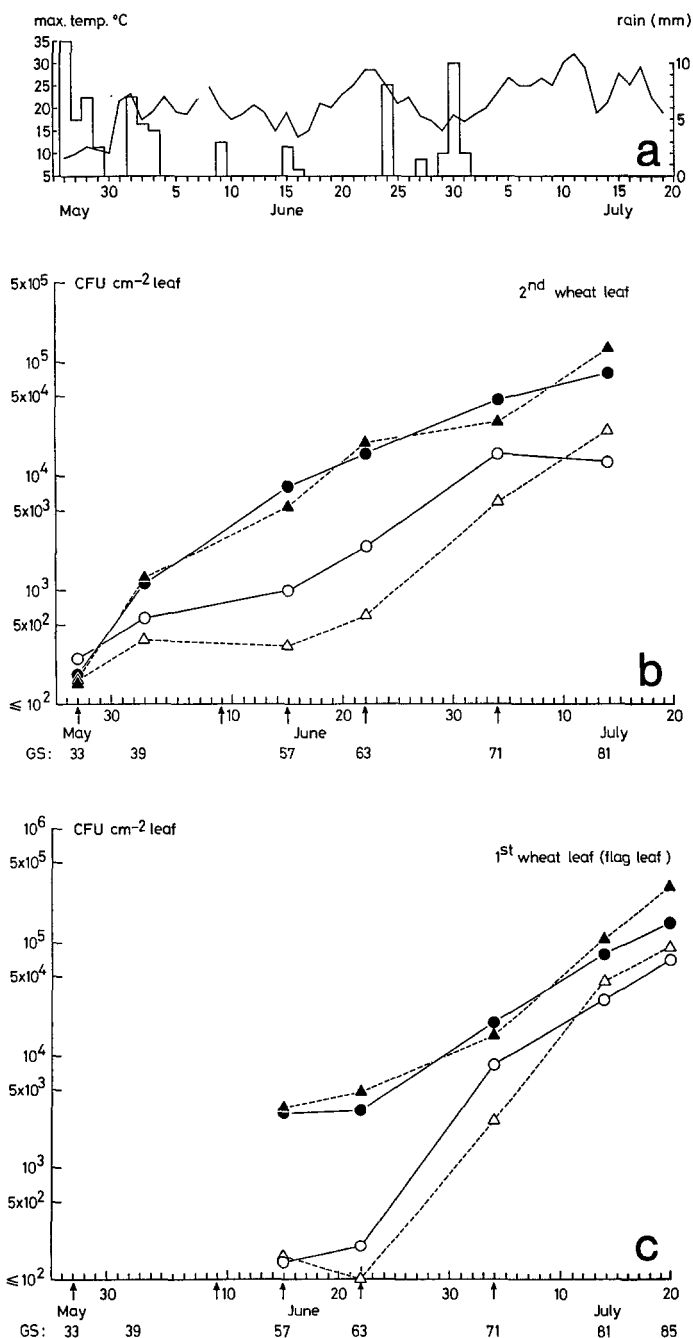 max. temp. °C rain (mm)
35
30 10
25
20
15 5
10
5 0
30 5 10 15 20 25 30 5 10 15 20
May June July
a
5x10⁵ CFU cm⁻² leaf
2ⁿᵈ wheat leaf
10⁵
5x10⁴
10⁴
5x10³
10³
5x10²
b
≤ 10²
30 10 20 30 10 20
May June July
GS: 33 39 57 63 71 81
10⁶ CFU cm⁻² leaf
5x10⁵
1ˢᵗ wheat leaf (flag leaf)
10⁵
5x10⁴
10⁴
5x10³
10³
5x10²
c
≤ 10²
30 10 20 30 10 20
May June July
GS: 33 39 57 63 71 81 85